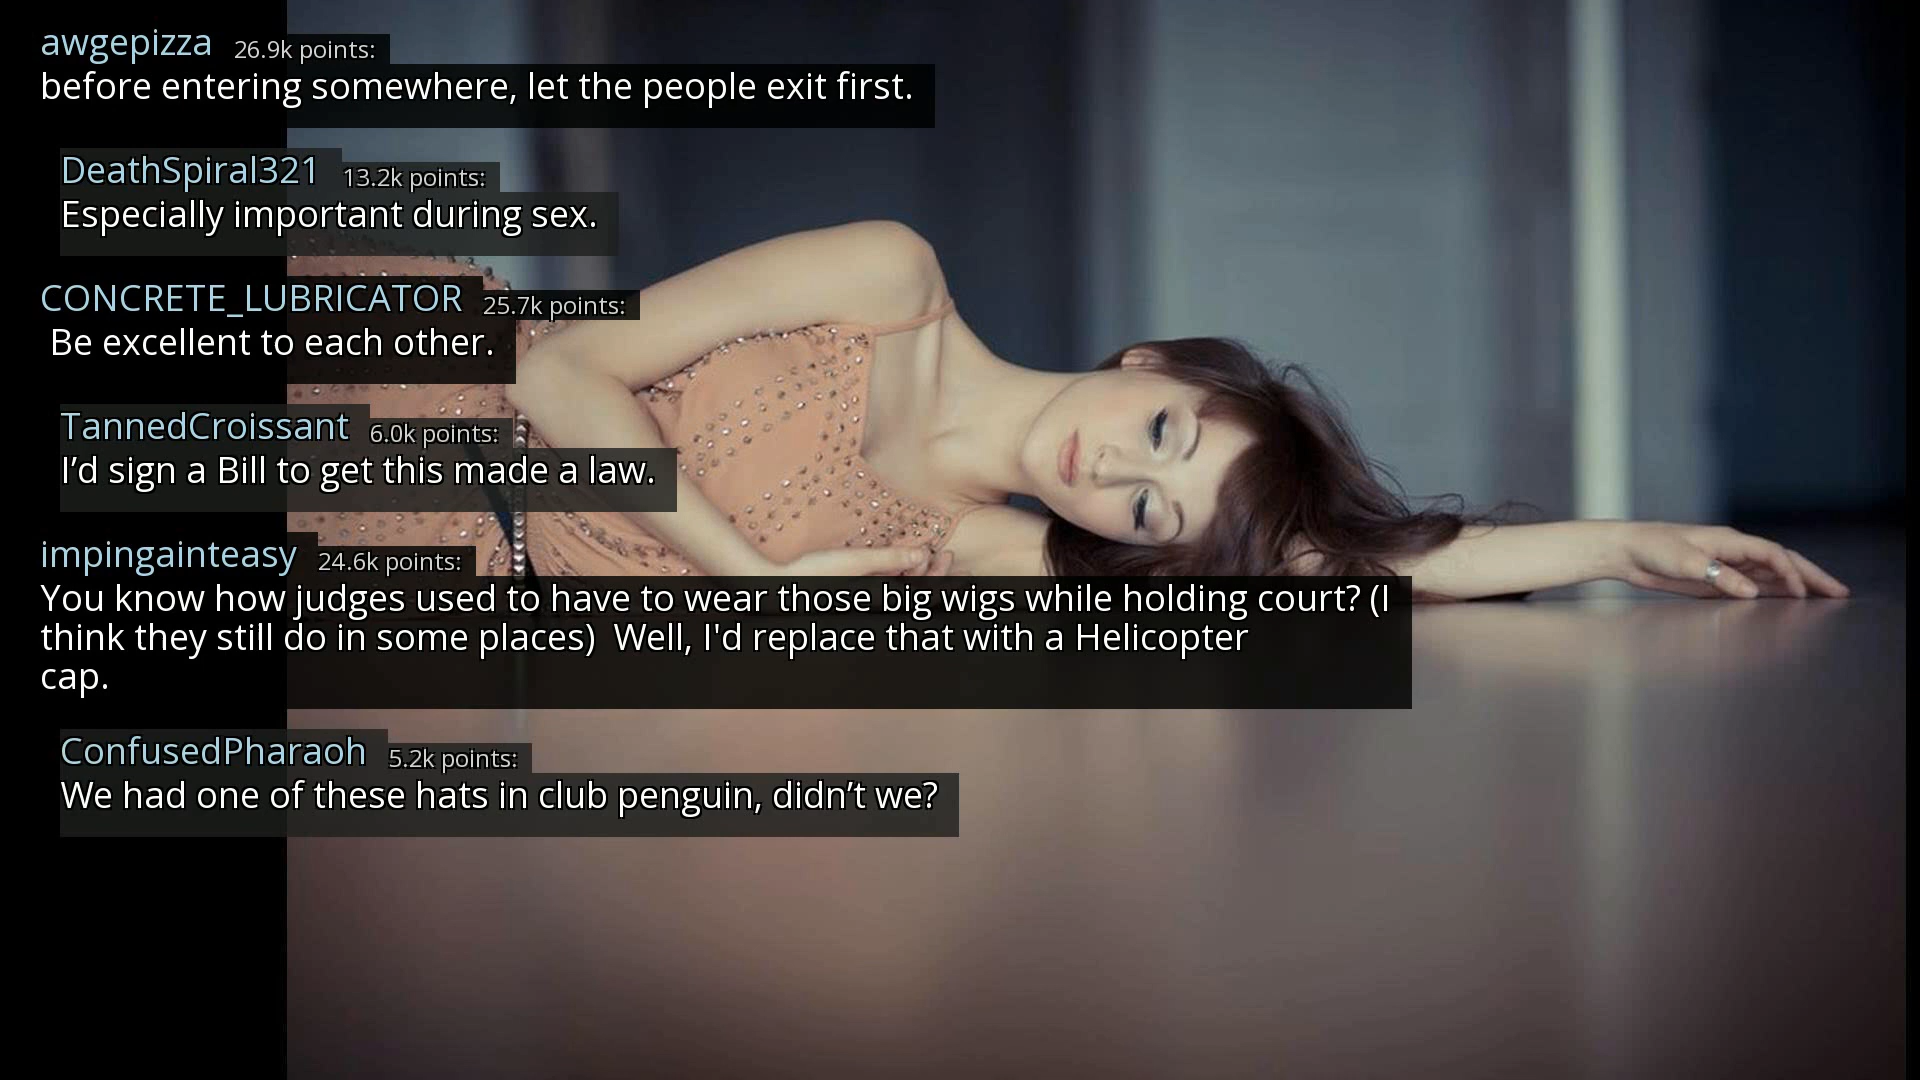 awgepizza 26.9k points:
before entering somewhere, let the people exit first.
DeathSpiral321 13.2k points:
Especially important during sex.
CONCRETE_LUBRICATOR 25.7k points:
Be excellent to each other.
TannedCroissant 6.0k points:
I’d sign a Bill to get this made a law.
impingainteasy 24.6k points:
You know how judges used to have to wear those big wigs while holding court? (I
think they still do in some places)  Well, I'd replace that with a Helicopter
cap.
ConfusedPharaoh 5.2k points:
We had one of these hats in club penguin, didn’t we?